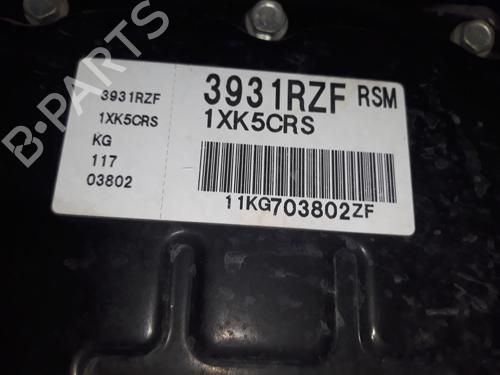 B-PARTS
3931RZF
1XK5CRS
KG
117
03802
3931RZF RSM
1XK5CRS
11KG703802ZF